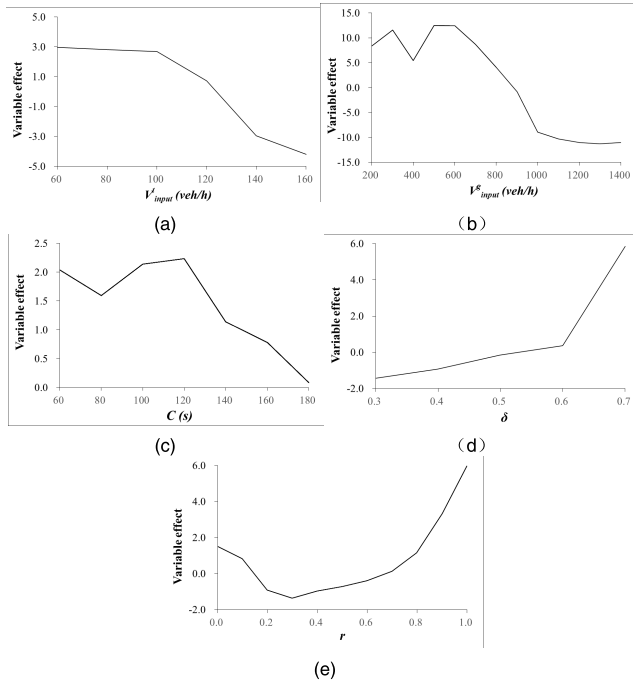 5.0
3.0
1.0
-1.0
-3.0
-5.0
Variable effect
60 80 100 120 140 160
V^t_input (veh/h)
(a)
15.0
10.0
5.0
0.0
-5.0
-10.0
-15.0
Variable effect
200 400 600 800 1000 1200 1400
V^g_input (veh/h)
（b）
2.5
2.0
1.5
1.0
0.5
0.0
Variable effect
60 80 100 120 140 160 180
C (s)
(c)
6.0
4.0
2.0
0.0
-2.0
Variable effect
0.3 0.4 0.5 0.6 0.7
δ
（d）
6.0
4.0
2.0
0.0
-2.0
Variable effect
0.0 0.2 0.4 0.6 0.8 1.0
r
(e)